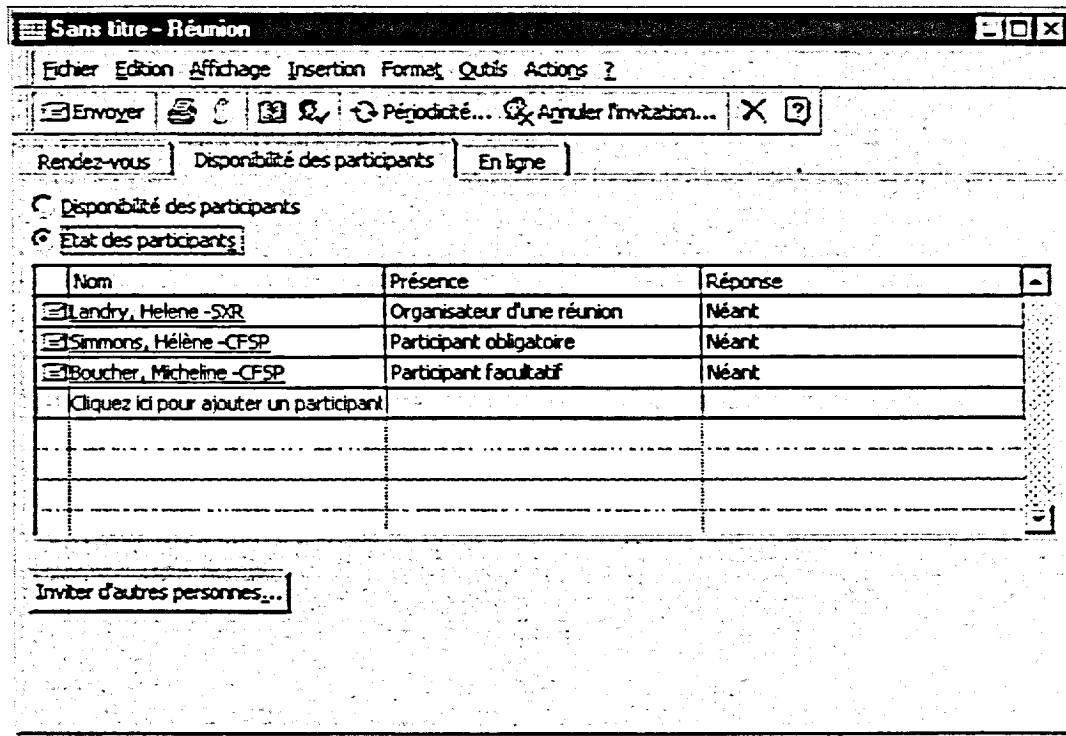 Sans titre - Réunion
Fichier Edition Affichage Insertion Format Outils Actions ?
Envoyer Périodicité... Annuler l'invitation...
Rendez-vous Disponibilité des participants En ligne
Disponibilité des participants
Etat des participants
Nom Présence Réponse
Landry, Helene -SXR Organisateur d'une réunion Néant
Simmons, Hélène -CFSP Participant obligatoire Néant
Boucher, Micheline -CFSP Participant facultatif Néant
Cliquez ici pour ajouter un participant
Inviter d'autres personnes...